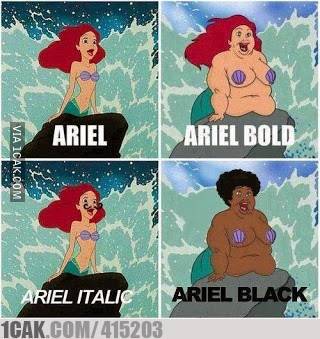 ARIEL
ARIEL BOLD
VIA 1CAK.COM
ARIEL ITALIC
ARIEL BLACK
1CAK.COM/415203